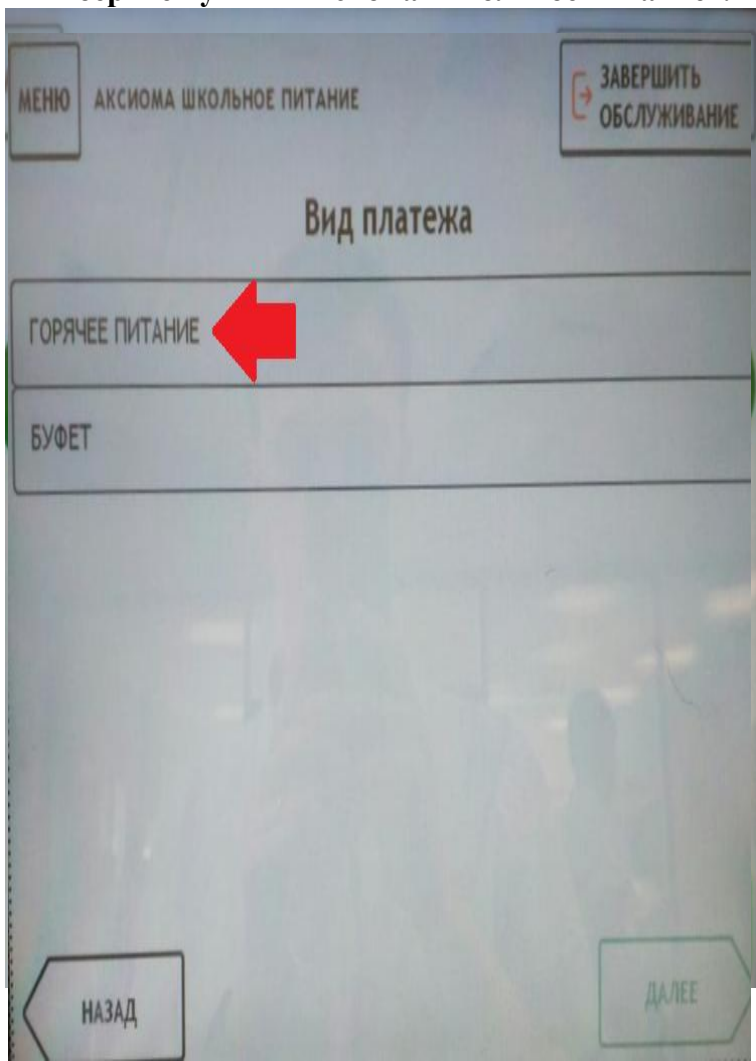 МЕНЮ
АКСИОМА ШКОЛЬНОЕ ПИТАНИЕ
ЗАВЕРШИТЬ
ОБСЛУЖИВАНИЕ
Вид платежа
ГОРЯЧЕЕ ПИТАНИЕ
БУФЕТ
НАЗАД
ДАЛЕЕ